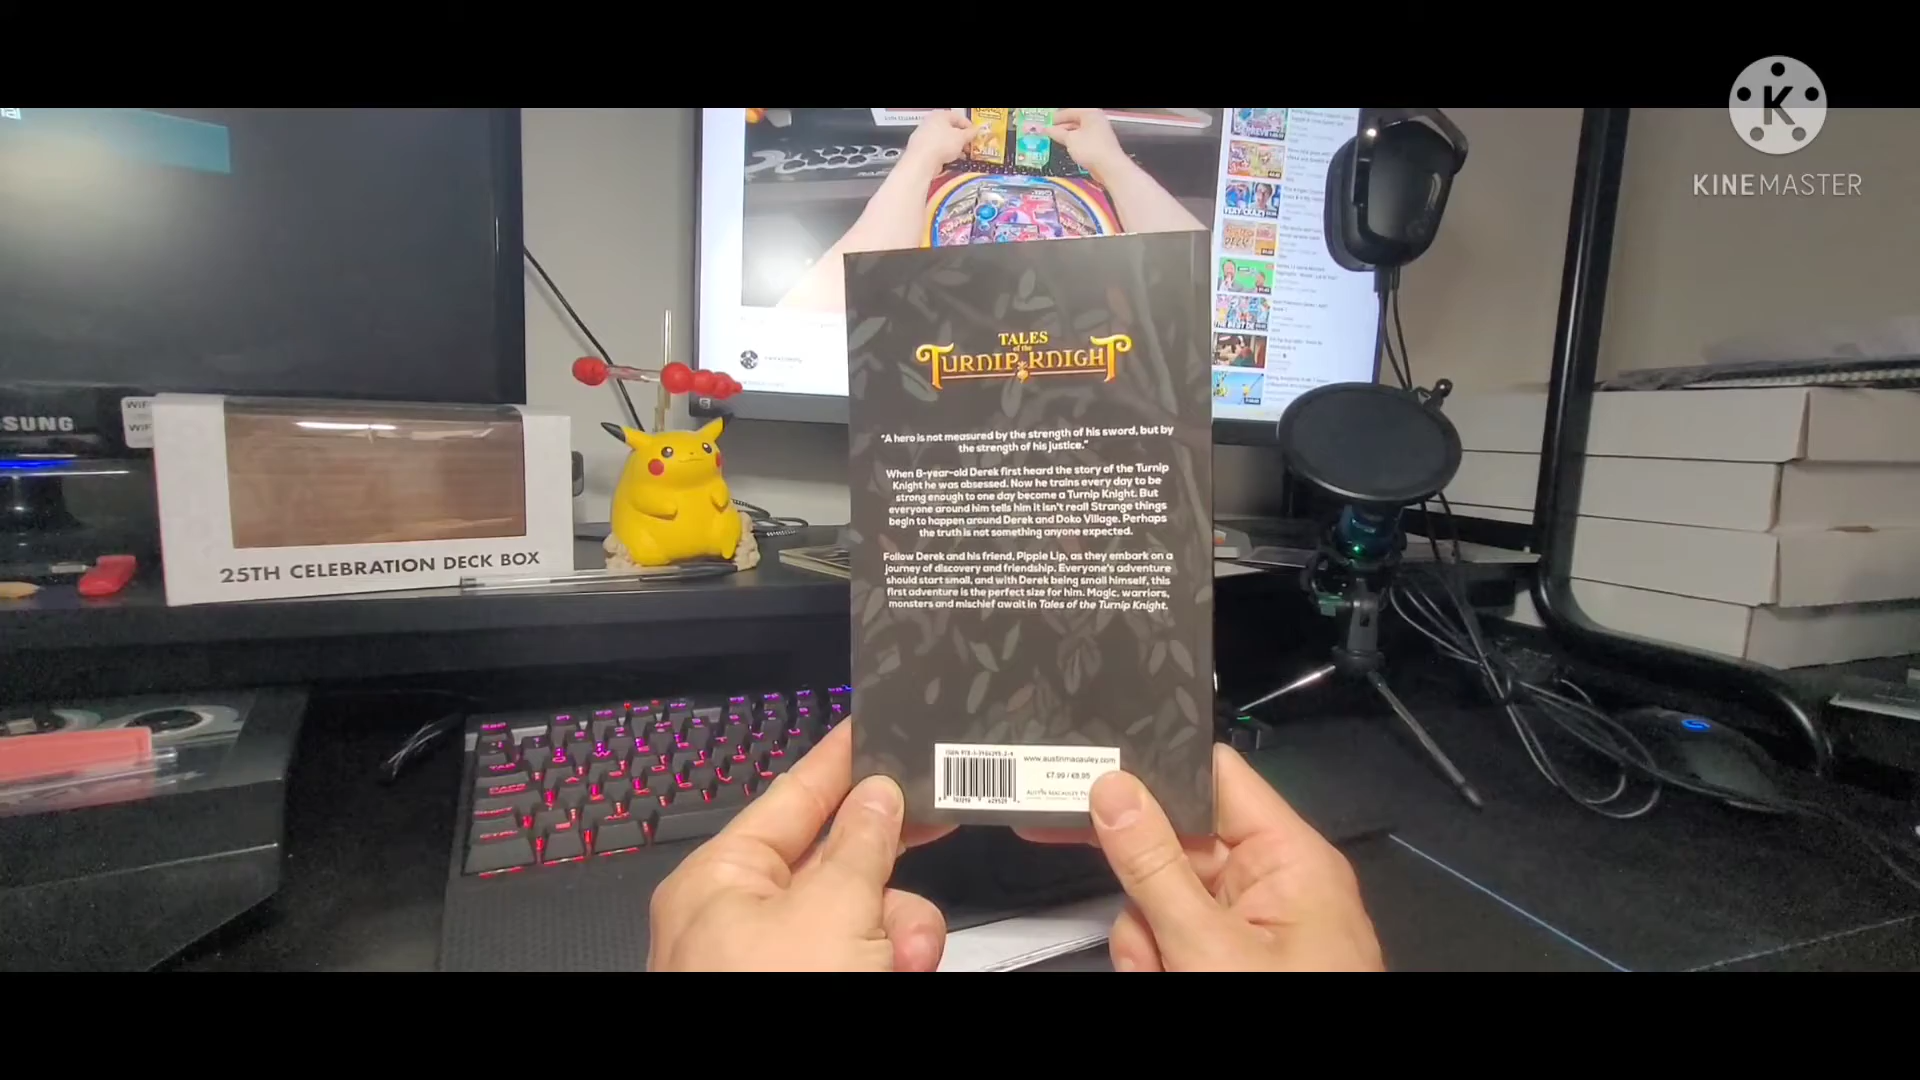 KINEMASTER
SUNG
25TH CELEBRATION DECK BOX
TALES
of the
TURNIP KNIGHT
"A hero is not measured by the strength of his sword, but by
the strength of his justice."
When 8-year-old Derek first heard the story of the Turnip
Knight he was obsessed. Now he trains every day to be
strong enough to one day become a Turnip Knight. But
everyone around him tells him it isn't real! Strange things
begin to happen around Derek and Doko Village. Perhaps
the truth is not something anyone expected.
Follow Derek and his friend, Pippie Lip, as they embark on a
journey of discovery and friendship. Everyone's adventure
should start small, and with Derek being small himself, this
first adventure is the perfect size for him. Magic, warriors,
monsters and mischief await in Tales of the Turnip Knight.
www.austinmacauley.com
£7.99 / €8.95
AUSTIN MACAULEY